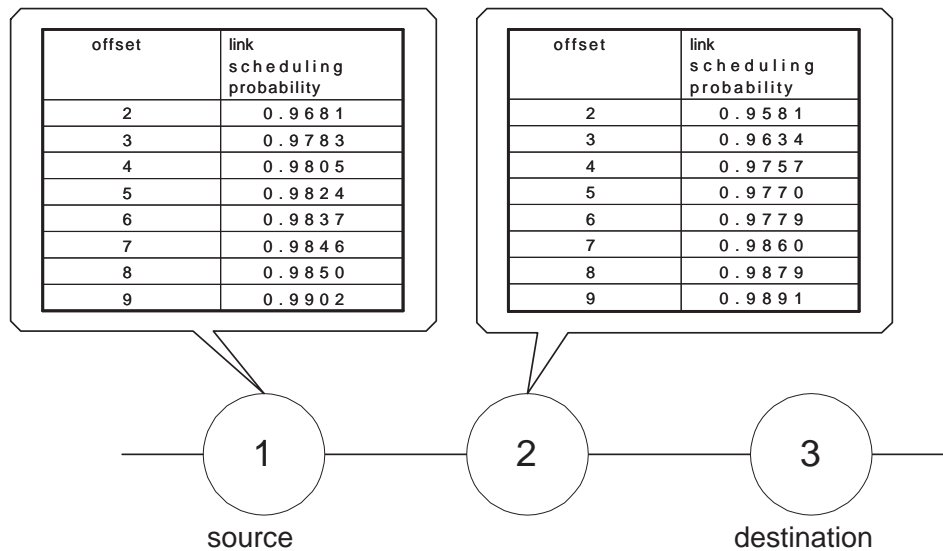 offset link
scheduling
probability
2 0.9681
3 0.9783
4 0.9805
5 0.9824
6 0.9837
7 0.9846
8 0.9850
9 0.9902
offset link
scheduling
probability
2 0.9581
3 0.9634
4 0.9757
5 0.9770
6 0.9779
7 0.9860
8 0.9879
9 0.9891
1 2 3
source destination